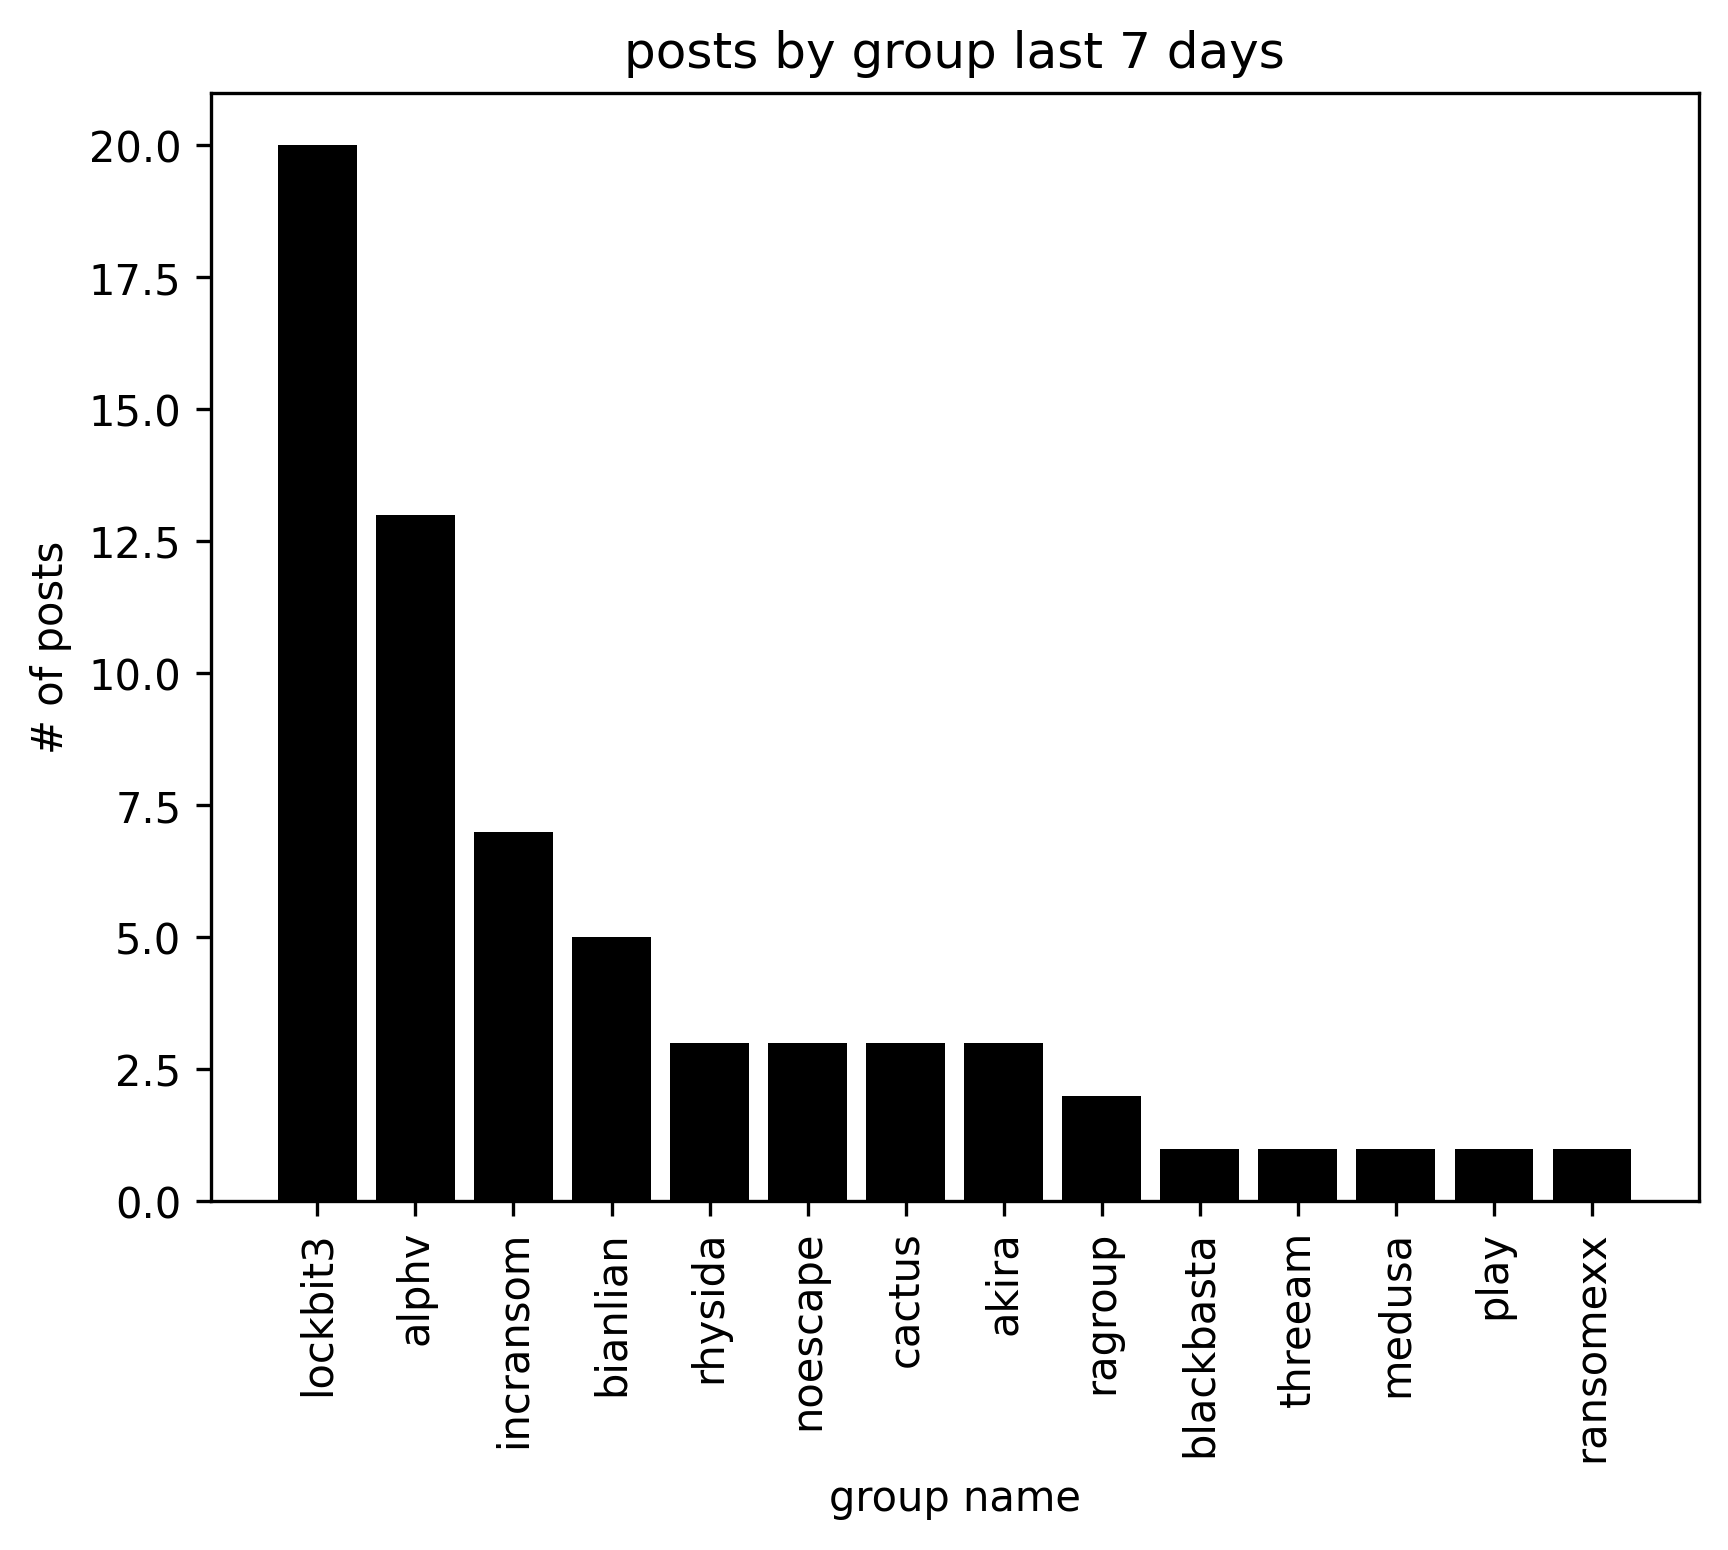 posts by group last 7 days
20.0
17.5
15.0
12.5
10.0
7.5
5.0
2.5
0.0
# of posts
lockbit3
alphv
incransom
bianlian
rhysida
noescape
cactus
akira
ragroup
blackbasta
threeam
medusa
play
ransomexx
group name